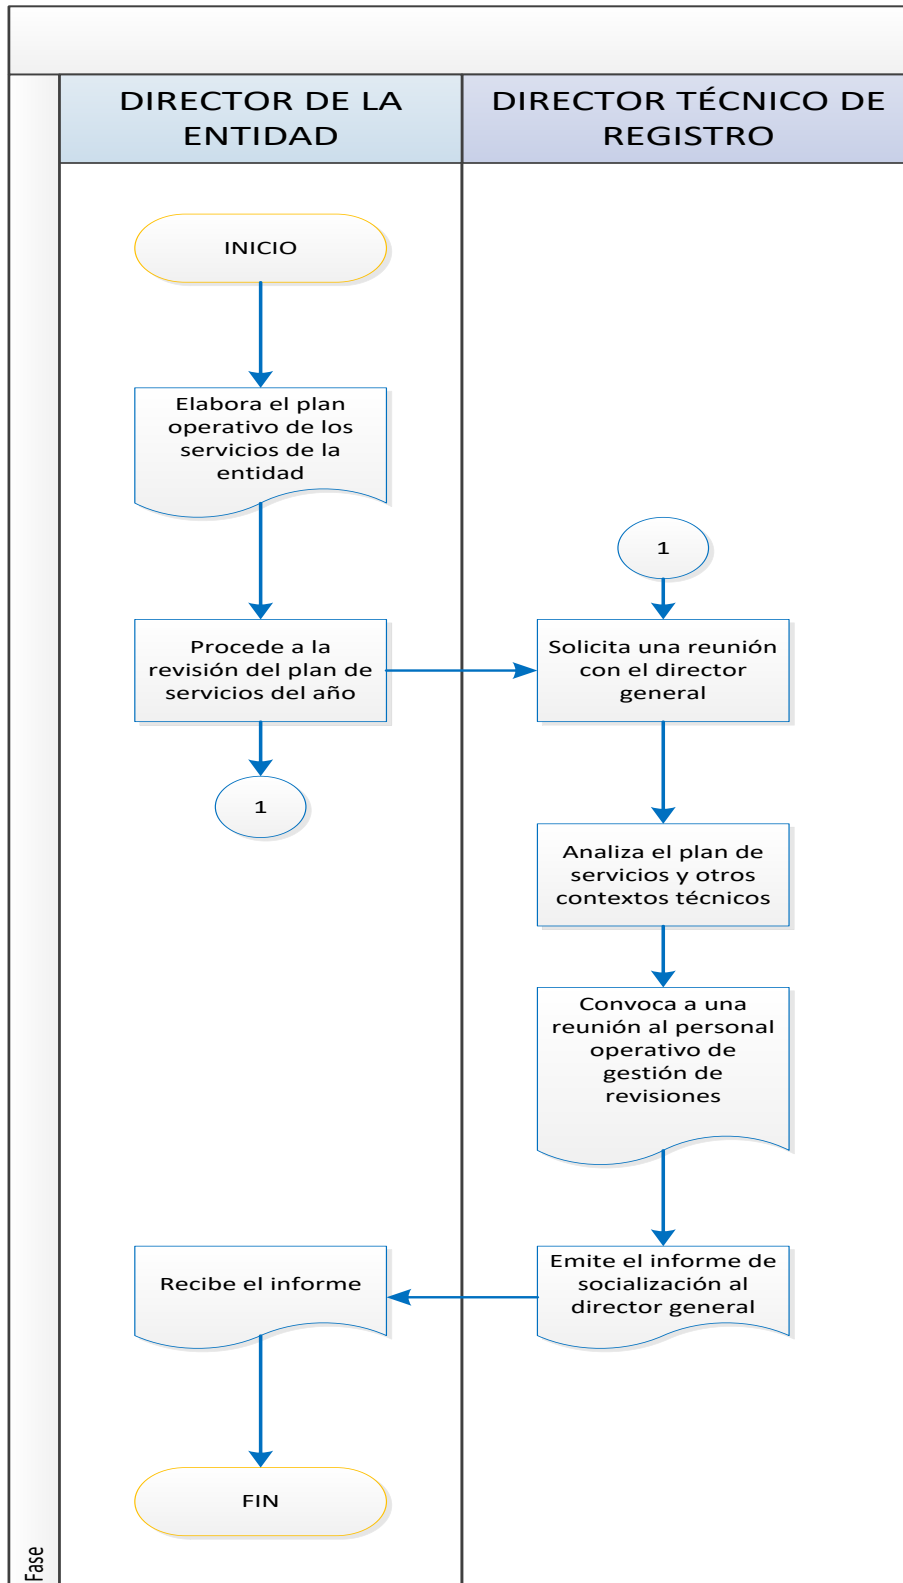 DIRECTOR DE LA
ENTIDAD
DIRECTOR TÉCNICO DE
REGISTRO
INICIO
Elabora el plan
operativo de los
servicios de la
entidad
1
Procede a la
revisión del plan de
servicios del año
Solicita una reunión
con el director
general
1
Analiza el plan de
servicios y otros
contextos técnicos
Convoca a una
reunión al personal
operativo de
gestión de
revisiones
Emite el informe de
socialización al
director general
Recibe el informe
FIN
Fase